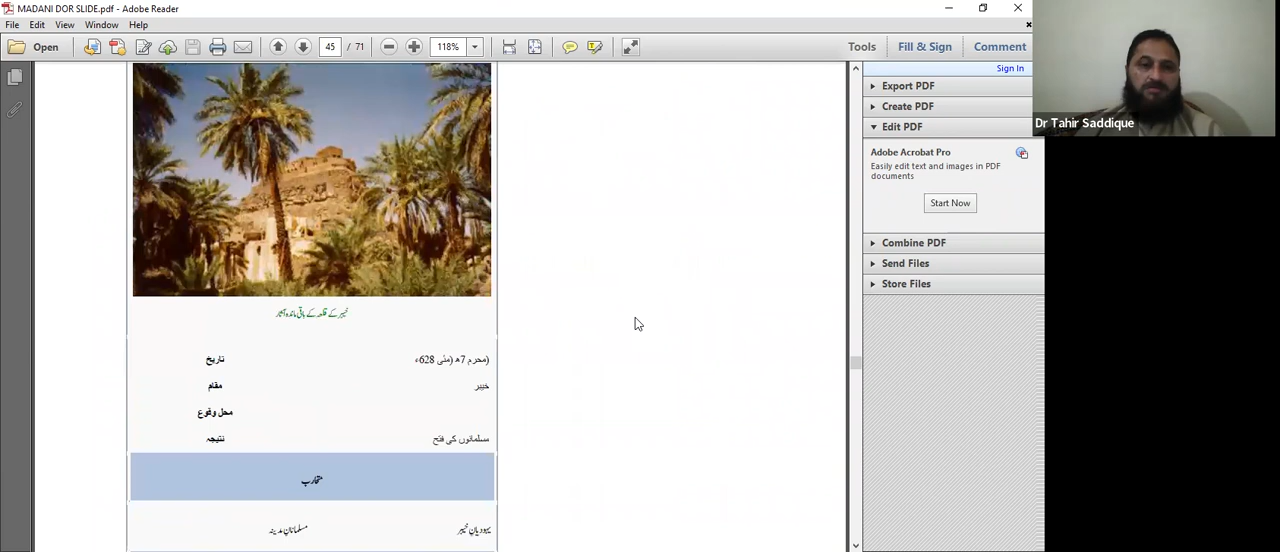 MADANI DOR SLIDE.pdf - Adobe Reader
File Edit View Window Help
Open 45 / 71 118% Tools Fill & Sign Comment
Sign In
Export PDF
Create PDF
Edit PDF
Adobe Acrobat Pro
Easily edit text and images in PDF
documents
Start Now
Combine PDF
Send Files
Store Files
Dr Tahir Saddique
خیبر کے قلعہ کے باقی ماندہ آثار
تاریخ (محرم 7ھ (مئی 628ء
مقام خیبر
محل وقوع
نتیجہ مسلمانوں کی فتح
متحارب
یہودیانِ خیبر مسلمانانِ مدینہ